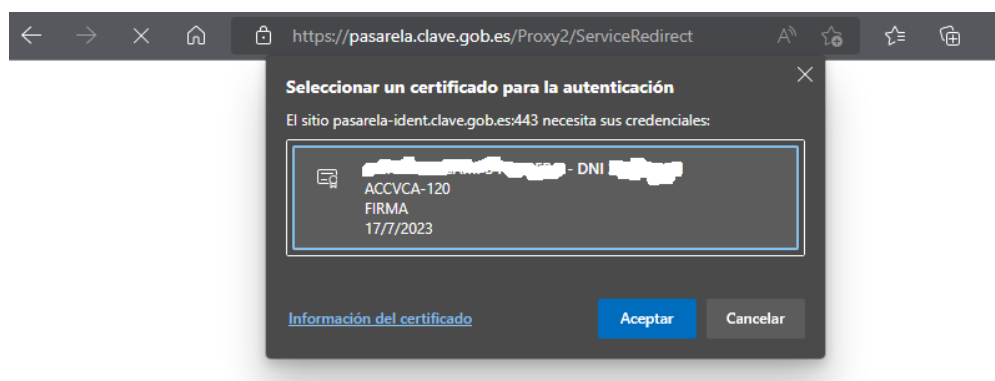 https://pasarela.clave.gob.es/Proxy2/ServiceRedirect
Seleccionar un certificado para la autenticación
El sitio pasarela-ident.clave.gob.es:443 necesita sus credenciales:
- DNI
ACCVCA-120
FIRMA
17/7/2023
Información del certificado
Aceptar
Cancelar